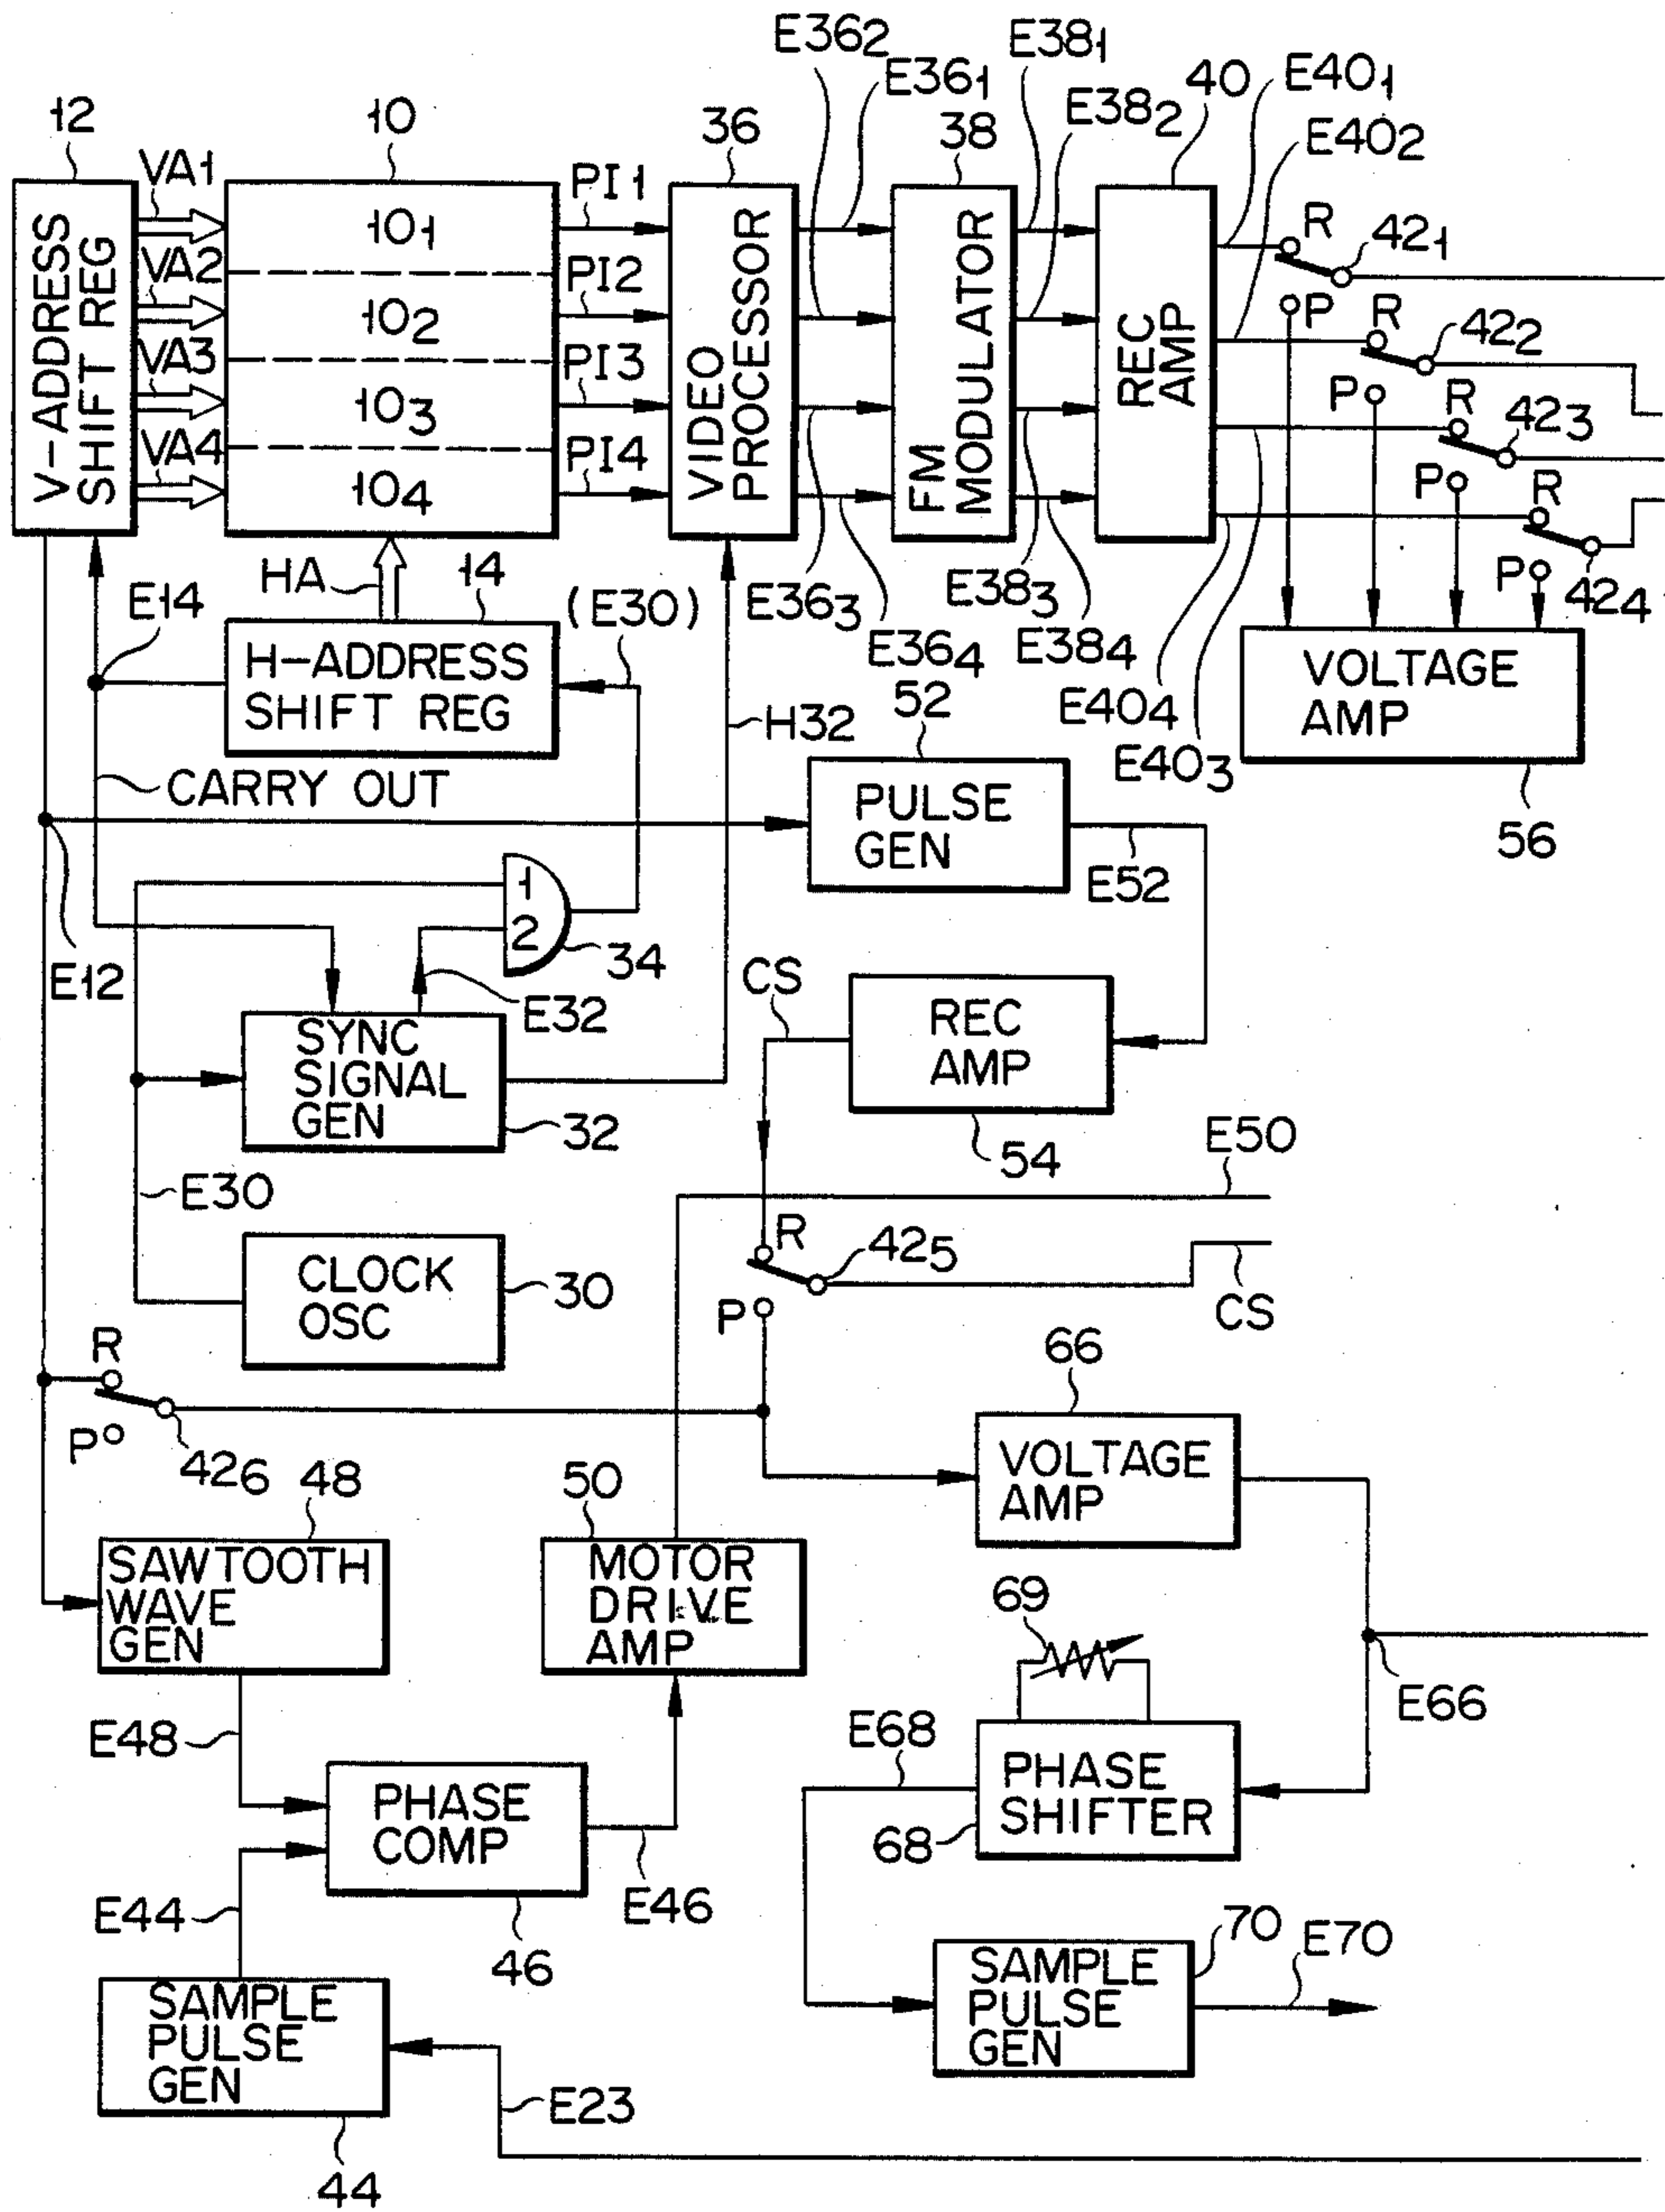 E36₂
E36₁
E38₁
E38₂
40
E40₁
E40₂
12
10
36
38
VA1
VA2
VA3
VA4
V-ADDRESS
SHIFT REG
10₁
10₂
10₃
10₄
PI1
PI2
PI3
PI4
VIDEO
PROCESSOR
FM
MODULATOR
REC
AMP
R
42₁
P
R
42₂
P
R
42₃
P
R
42₄
P
E14
HA
14
(E30)
E36₃
E36₄
E38₃
E38₄
E40₄
E40₃
H-ADDRESS
SHIFT REG
H32
52
VOLTAGE
AMP
56
CARRY OUT
PULSE
GEN
E52
1
2
34
E12
E32
CS
REC
AMP
54
SYNC
SIGNAL
GEN
32
E50
E30
R
42₅
P
CS
CLOCK
OSC
30
R
P
42₆
66
VOLTAGE
AMP
48
50
SAWTOOTH
WAVE
GEN
MOTOR
DRIVE
AMP
69
E66
E48
E68
PHASE
SHIFTER
68
PHASE
COMP
E46
46
E44
70
E70
SAMPLE
PULSE
GEN
SAMPLE
PULSE
GEN
E23
44